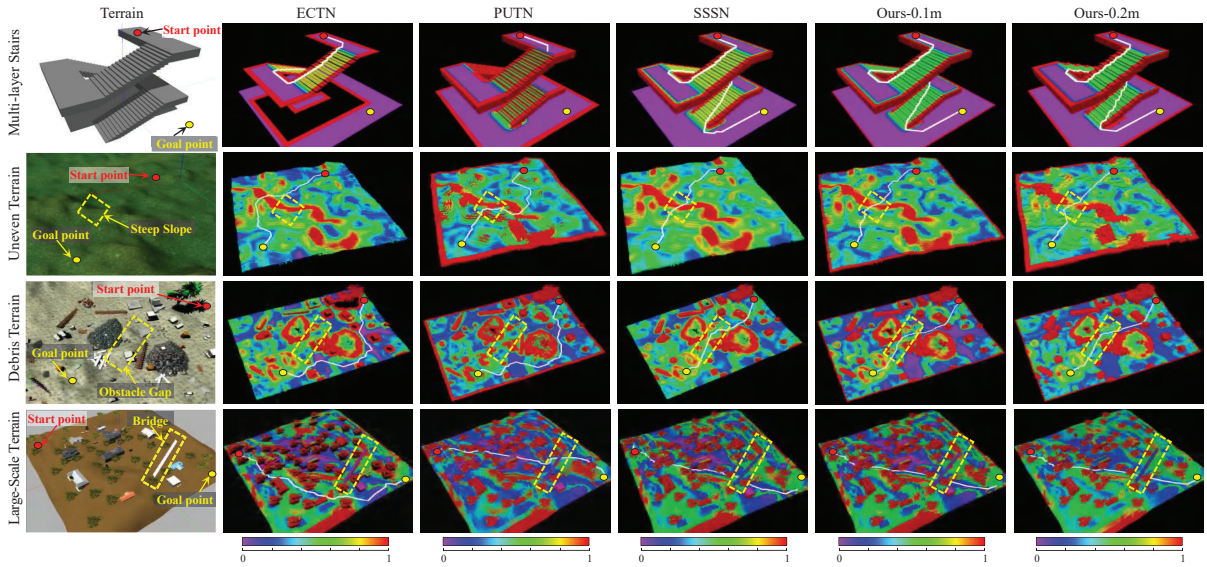 Terrain
ECTN
PUTN
SSSN
Ours-0.1m
Ours-0.2m
Multi-layer Stairs
Start point
Goal point
Uneven Terrain
Start point
Steep Slope
Goal point
Debris Terrain
Start point
Goal point
Obstacle Gap
Large-Scale Terrain
Start point
Bridge
Goal point
0 1
0 1
0 1
0 1
0 1